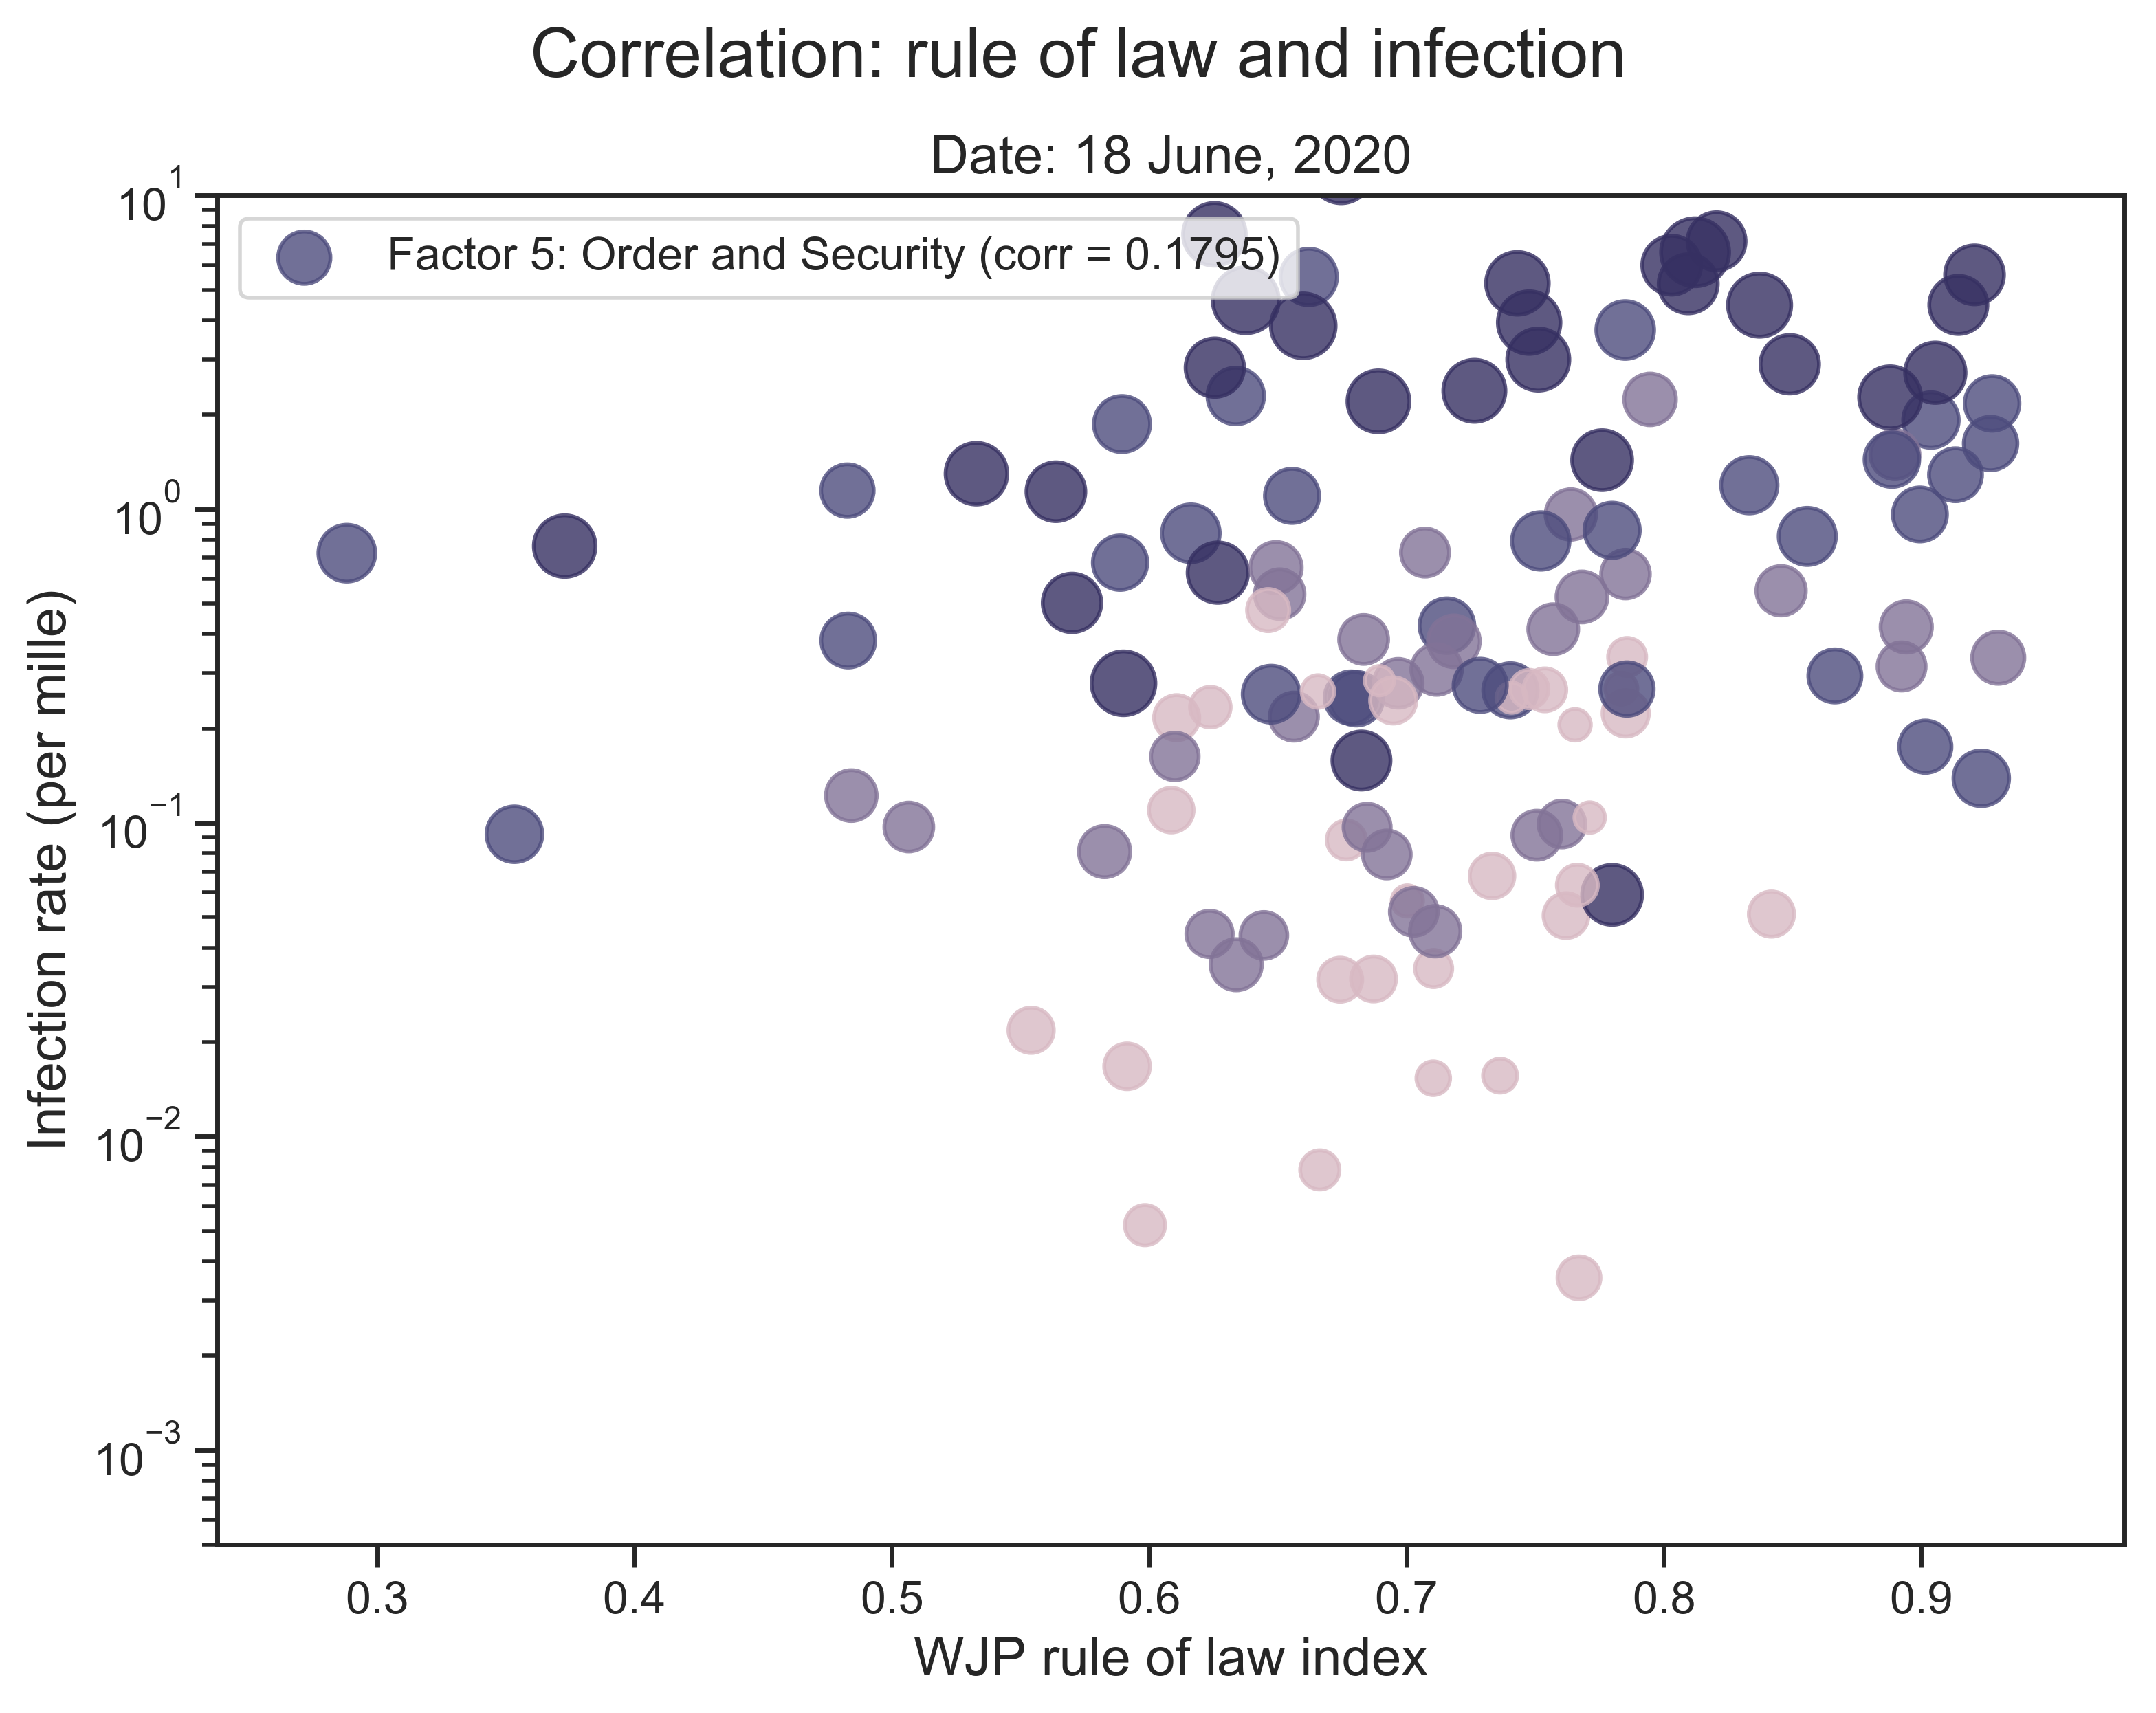 Correlation: rule of law and infection
Date: 18 June, 2020
10^1
Factor 5: Order and Security (corr = 0.1795)
10^0
10^−1
10^−2
10^−3
Infection rate (per mille)
0.3 0.4 0.5 0.6 0.7 0.8 0.9
WJP rule of law index